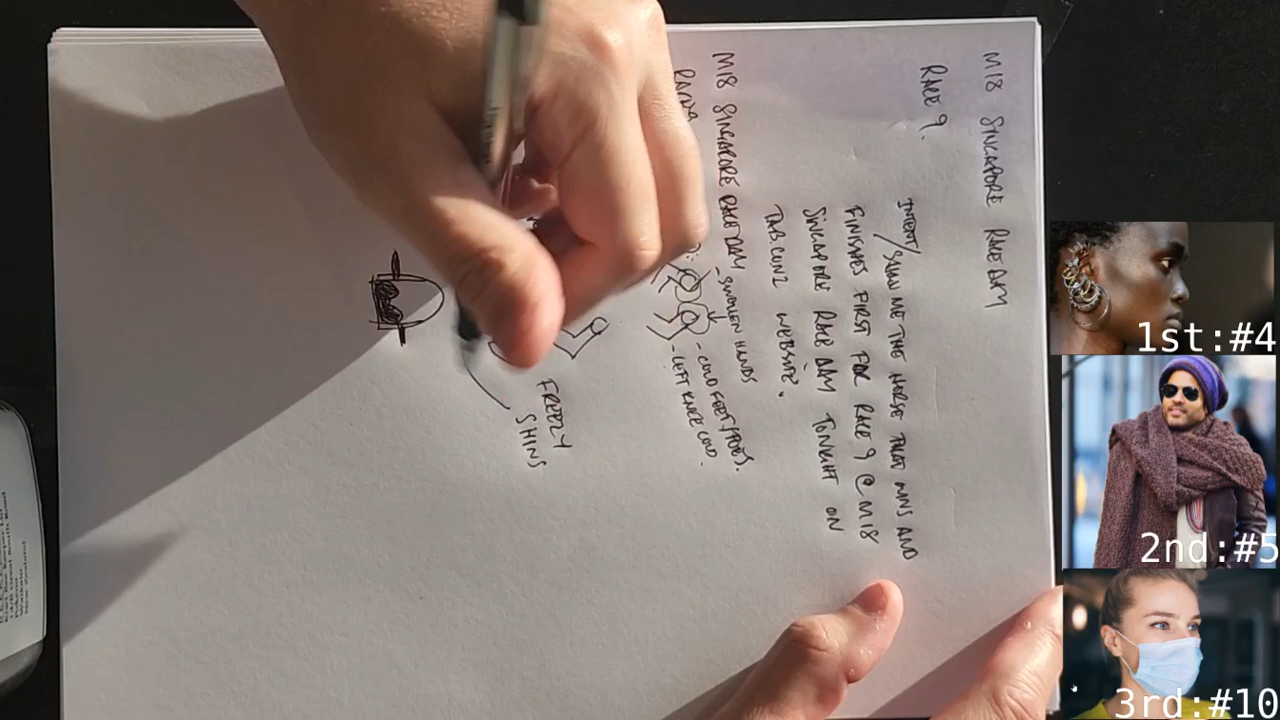 M18 SINGAPORE RACE DAY
RACE 9.
INTENT/SHOW ME THE HORSE THAT WINS AND
FINISHES FIRST FOR RACE 9 @ M18
SINGAPORE RACE DAY TONIGHT ON
TAB.CONZ WEBSITE.
M18 SINGAPORE RACE DAY
- SWOLLEN HANDS
- COLD FEET/TOES.
- LEFT KNEE COLD.
FREEZY
SHINS
1st:#4
2nd:#5
3rd:#10